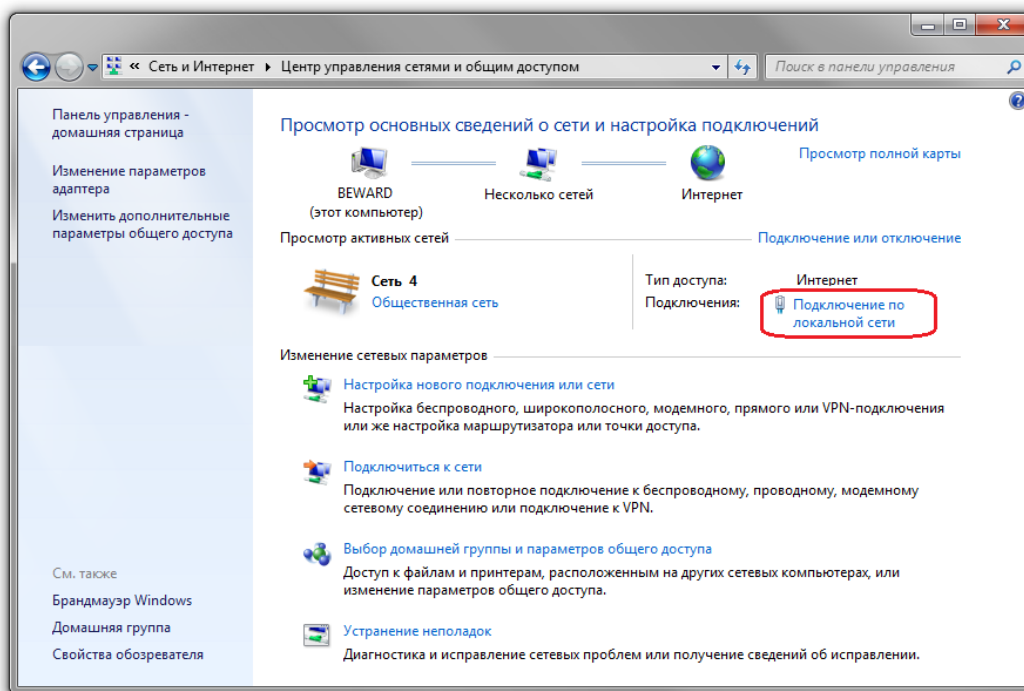 « Сеть и Интернет ▸ Центр управления сетями и общим доступом
Поиск в панели управления
Панель управления -
домашняя страница
Изменение параметров
адаптера
Изменить дополнительные
параметры общего доступа
См. также
Брандмауэр Windows
Домашняя группа
Свойства обозревателя
Просмотр основных сведений о сети и настройка подключений
Просмотр полной карты
BEWARD
(этот компьютер)
Несколько сетей
Интернет
Просмотр активных сетей
Подключение или отключение
Сеть 4
Общественная сеть
Тип доступа: Интернет
Подключения: Подключение по
локальной сети
Изменение сетевых параметров
Настройка нового подключения или сети
Настройка беспроводного, широкополосного, модемного, прямого или VPN-подключения
или же настройка маршрутизатора или точки доступа.
Подключиться к сети
Подключение или повторное подключение к беспроводному, проводному, модемному
сетевому соединению или подключение к VPN.
Выбор домашней группы и параметров общего доступа
Доступ к файлам и принтерам, расположенным на других сетевых компьютерах, или
изменение параметров общего доступа.
Устранение неполадок
Диагностика и исправление сетевых проблем или получение сведений об исправлении.